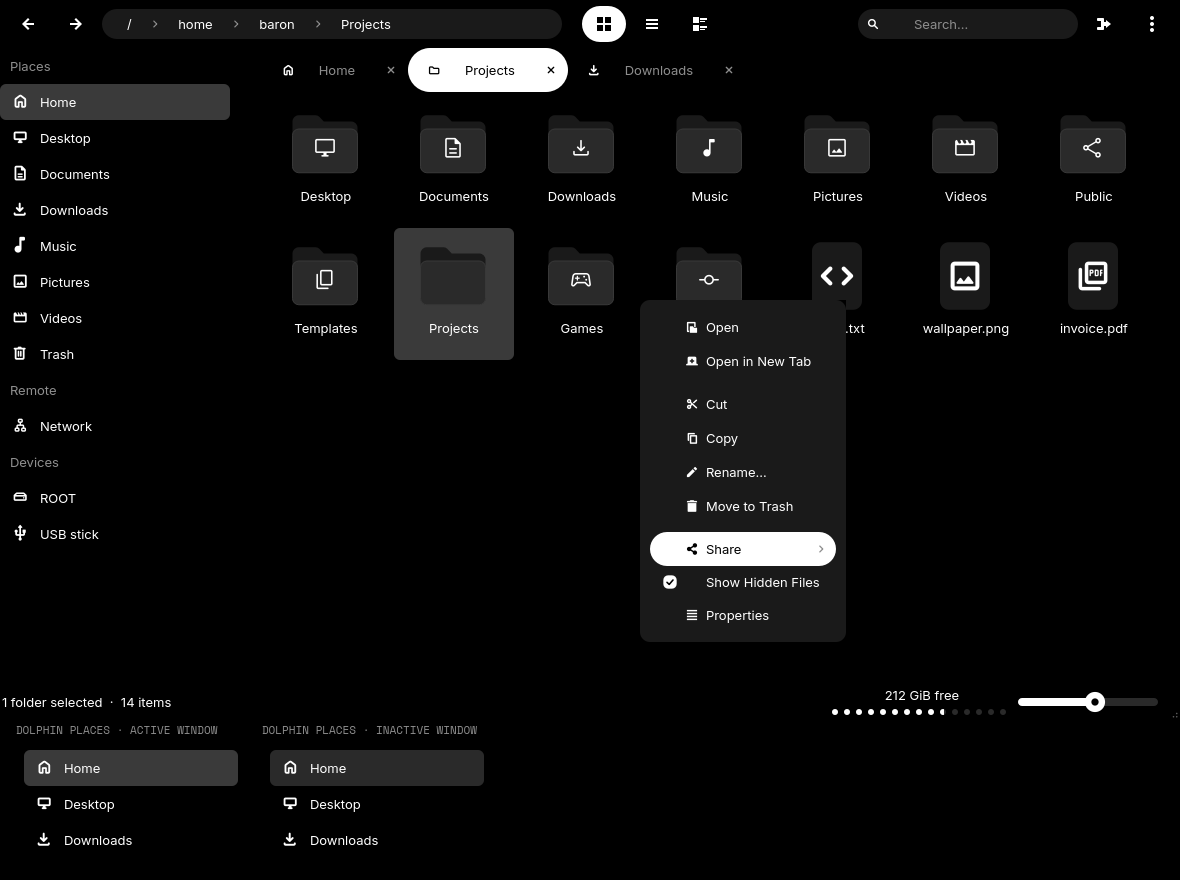 / home baron Projects Search...
Places
Home Projects Downloads
Home
Desktop
Documents
Downloads
Music
Pictures
Videos
Trash
Remote
Network
Devices
ROOT
USB stick
Desktop Documents Downloads Music Pictures Videos Public
Templates Projects Games .txt wallpaper.png invoice.pdf
PDF
Open
Open in New Tab
Cut
Copy
Rename...
Move to Trash
Share
Show Hidden Files
Properties
1 folder selected · 14 items
212 GiB free
DOLPHIN PLACES · ACTIVE WINDOW
Home
Desktop
Downloads
DOLPHIN PLACES · INACTIVE WINDOW
Home
Desktop
Downloads